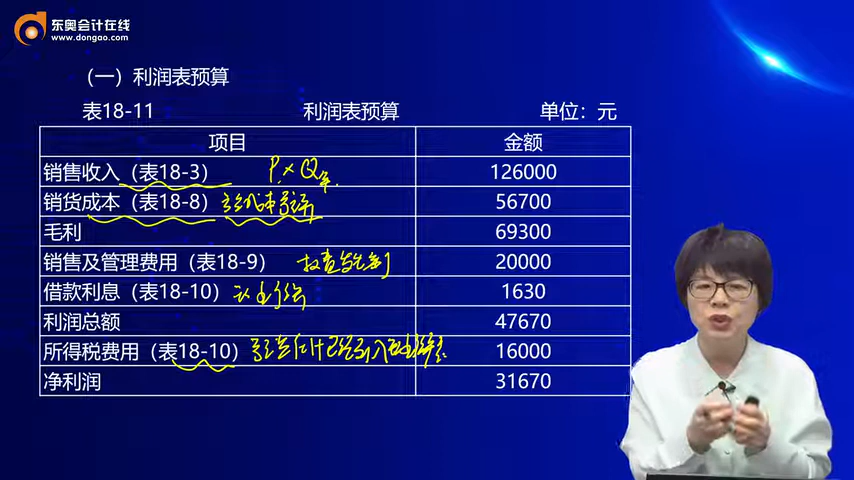 东奥会计在线
www.dongao.com
（一）利润表预算
表18-11 利润表预算 单位：元
项目 金额
销售收入（表18-3） P×Q 126000
销货成本（表18-8） 56700
毛利 69300
销售及管理费用（表18-9） 20000
借款利息（表18-10） 1630
利润总额 47670
所得税费用（表18-10） 16000
净利润 31670